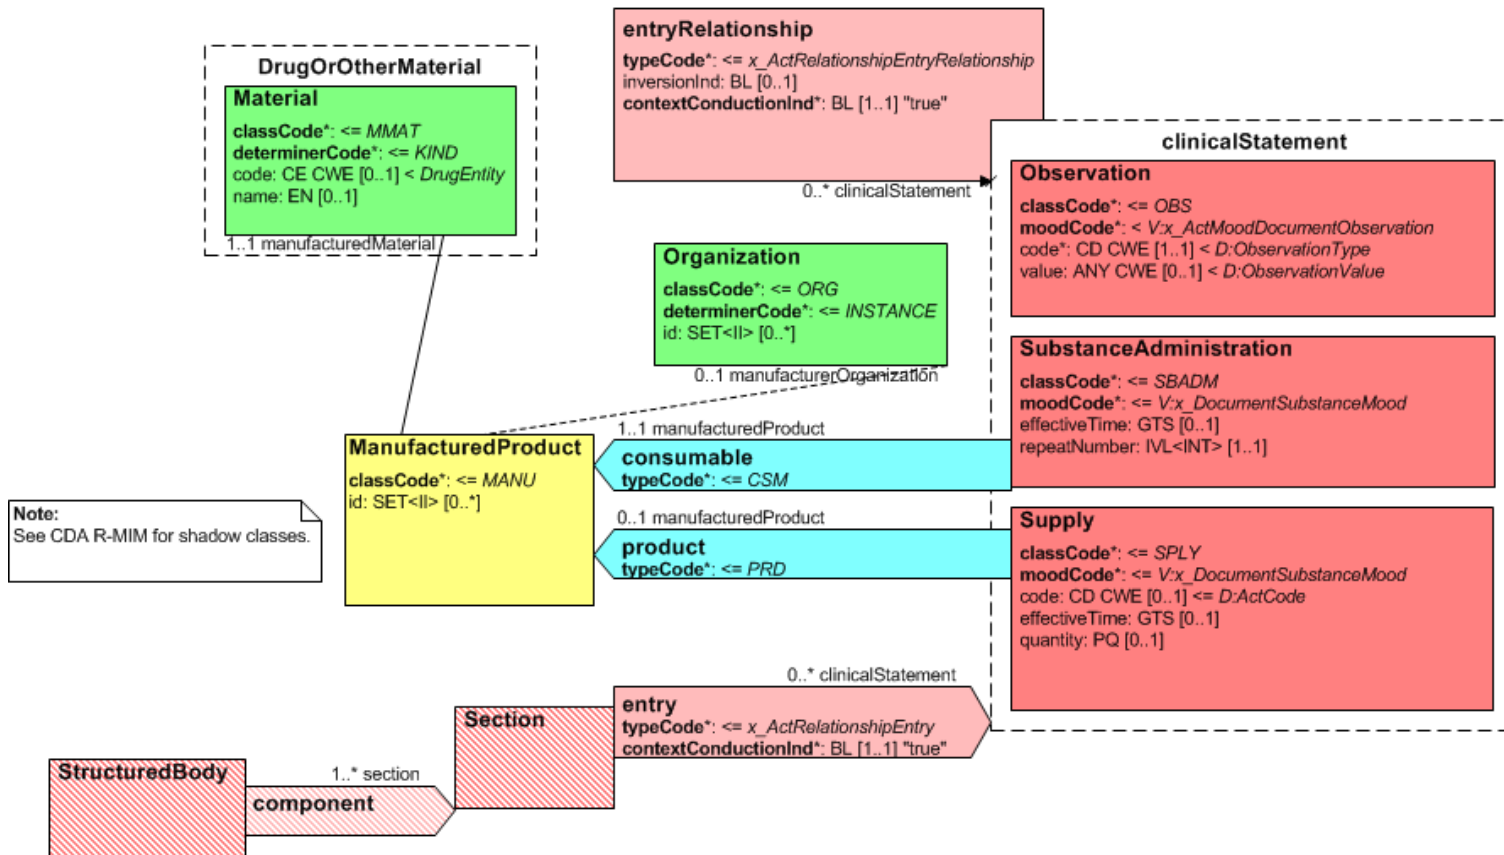 entryRelationship
typeCode*: <= x_ActRelationshipEntryRelationship
inversionInd: BL [0..1]
contextConductionInd*: BL [1..1] "true"
0..* clinicalStatement
DrugOrOtherMaterial
Material
classCode*: <= MMAT
determinerCode*: <= KIND
code: CE CWE [0..1] < DrugEntity
name: EN [0..1]
1..1 manufacturedMaterial
clinicalStatement
Observation
classCode*: <= OBS
moodCode*: < V:x_ActMoodDocumentObservation
code*: CD CWE [1..1] < D:ObservationType
value: ANY CWE [0..1] < D:ObservationValue
Organization
classCode*: <= ORG
determinerCode*: <= INSTANCE
id: SET<II> [0..*]
0..1 manufacturerOrganization
SubstanceAdministration
classCode*: <= SBADM
moodCode*: <= V:x_DocumentSubstanceMood
effectiveTime: GTS [0..1]
repeatNumber: IVL<INT> [1..1]
ManufacturedProduct
classCode*: <= MANU
id: SET<II> [0..*]
1..1 manufacturedProduct
consumable
typeCode*: <= CSM
0..1 manufacturedProduct
product
typeCode*: <= PRD
Note:
See CDA R-MIM for shadow classes.
Supply
classCode*: <= SPLY
moodCode*: <= V:x_DocumentSubstanceMood
code: CD CWE [0..1] <= D:ActCode
effectiveTime: GTS [0..1]
quantity: PQ [0..1]
0..* clinicalStatement
entry
typeCode*: <= x_ActRelationshipEntry
contextConductionInd*: BL [1..1] "true"
Section
StructuredBody
1..* section
component